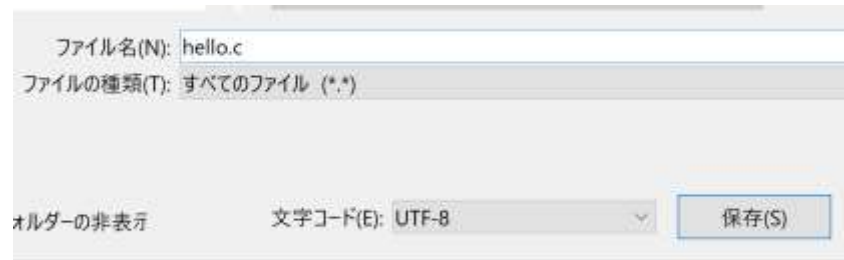 ファイル名(N): hello.c
ファイルの種類(T): すべてのファイル (*.*)
ォルダーの非表示 文字コード(E): UTF-8 保存(S)